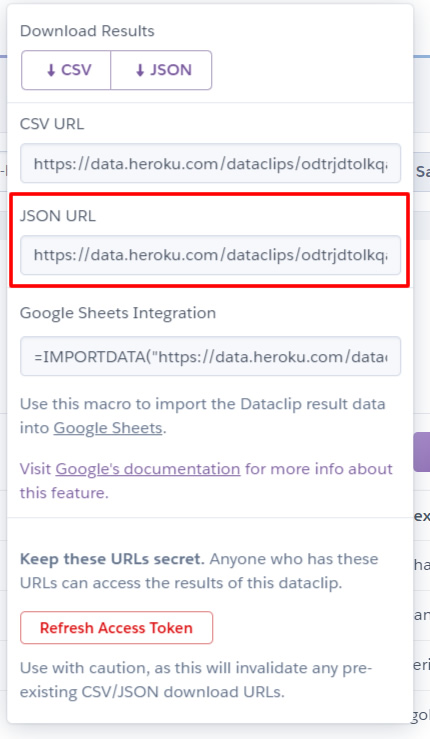 Download Results
CSV
JSON
CSV URL
https://data.heroku.com/dataclips/odtrjdtolkq
JSON URL
https://data.heroku.com/dataclips/odtrjdtolkq
Google Sheets Integration
=IMPORTDATA("https://data.heroku.com/data
Use this macro to import the Dataclip result data
into Google Sheets.
Visit Google's documentation for more info about
this feature.
Keep these URLs secret. Anyone who has these
URLs can access the results of this dataclip.
Refresh Access Token
Use with caution, as this will invalidate any pre-
existing CSV/JSON download URLs.